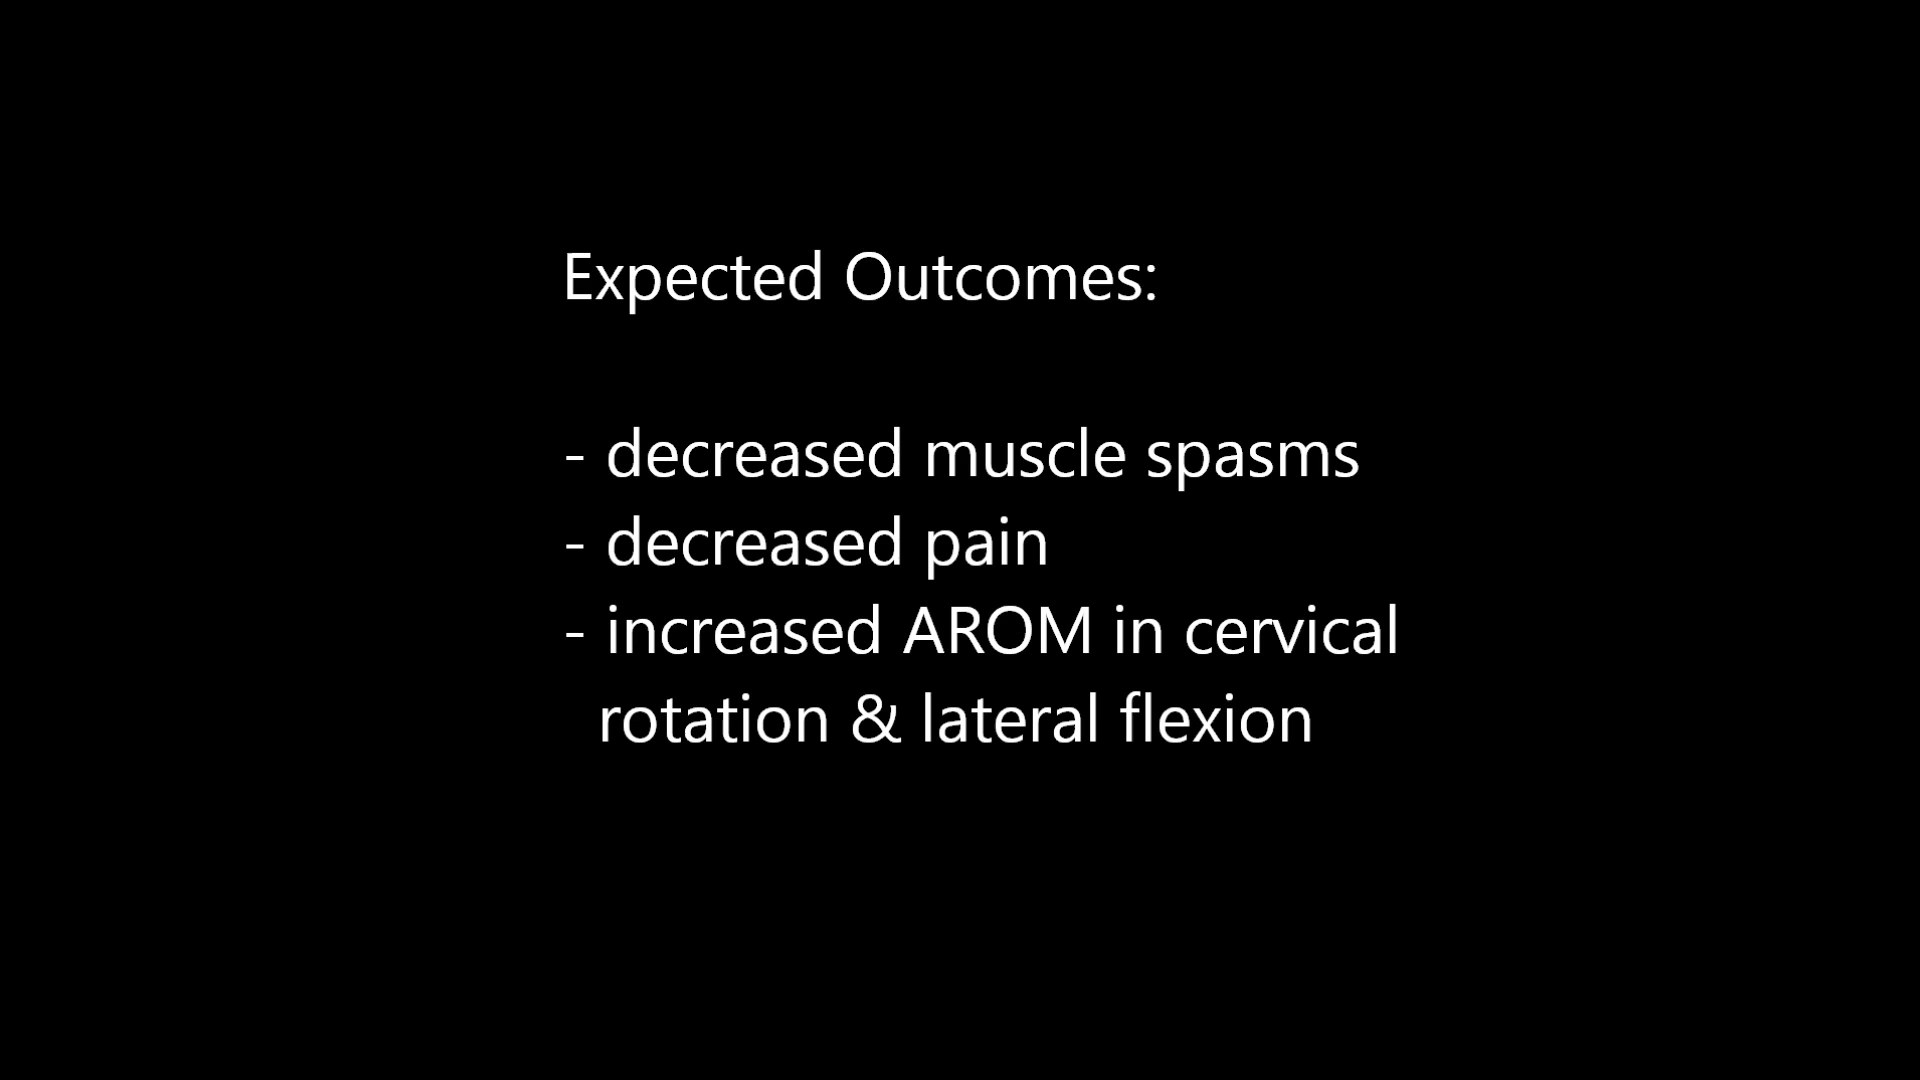 Expected Outcomes:
- decreased muscle spasms
- decreased pain
- increased AROM in cervical
rotation & lateral flexion